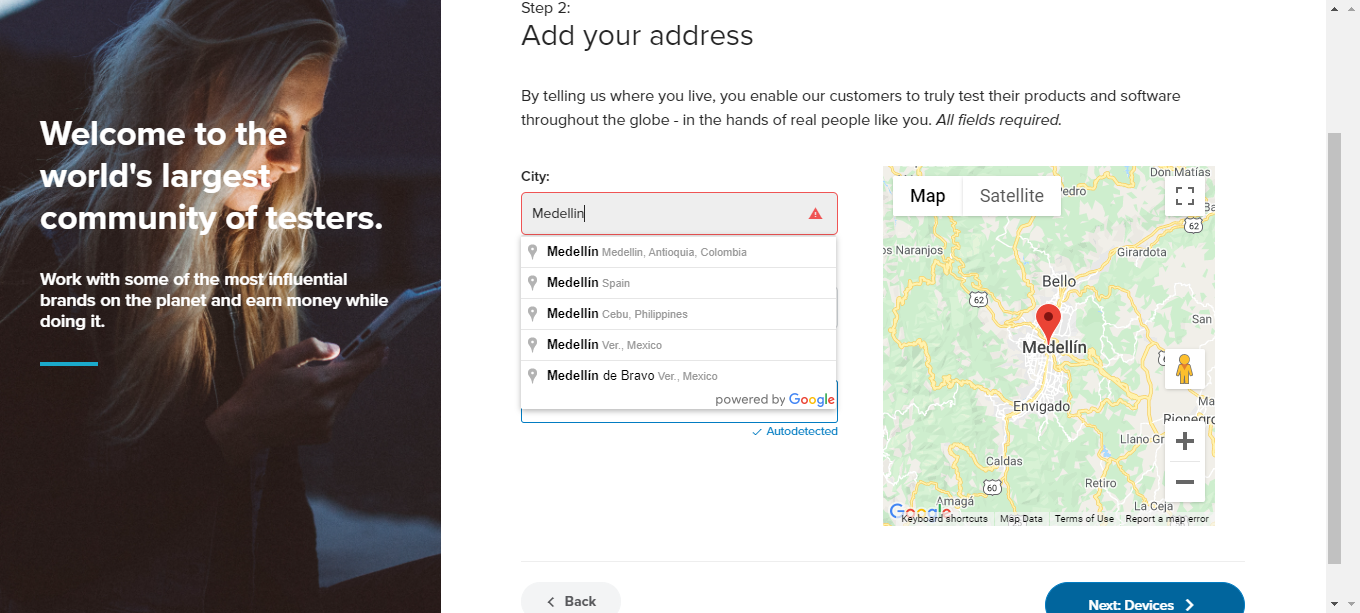 Welcome to the
world's largest
community of testers.
Work with some of the most influential
brands on the planet and earn money while
doing it.
Step 2:
Add your address
By telling us where you live, you enable our customers to truly test their products and software
throughout the globe - in the hands of real people like you. All fields required.
City:
Medellin
Medellín Medellin, Antioquia, Colombia
Medellín Spain
Medellin Cebu, Philippines
Medellín Ver., Mexico
Medellín de Bravo Ver., Mexico
powered by Google
Autodetected
Map
Satellite
Don Matías
Pedro
62
os Naranjos
Girardota
Bello
62
San
Medellín
Envigado
Rionegro
Llano Gr
Caldas
60
Retiro
Amagá
La Ceja
Google
Keyboard shortcuts
Map Data
Terms of Use
Report a map error
Back
Next: Devices